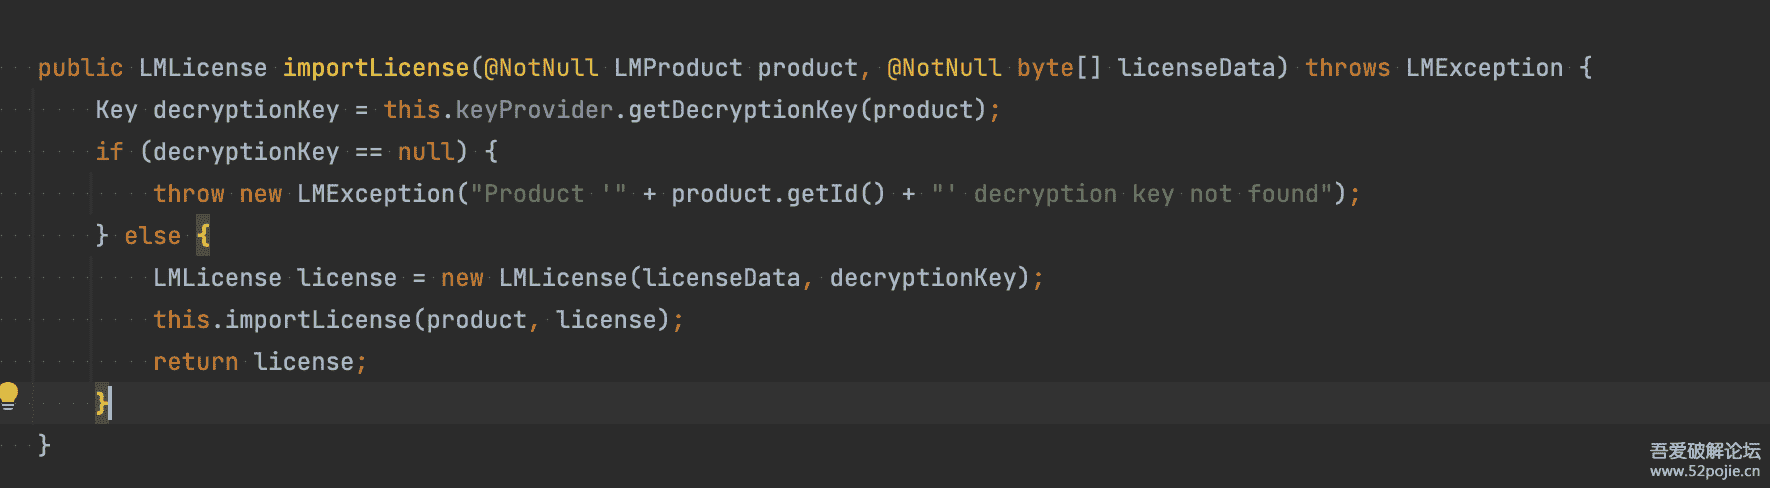 public LMLicense importLicense(@NotNull LMProduct product, @NotNull byte[] licenseData) throws LMException {
Key decryptionKey = this.keyProvider.getDecryptionKey(product);
if (decryptionKey == null) {
throw new LMException("Product '" + product.getId() + "' decryption key not found");
} else {
LMLicense license = new LMLicense(licenseData, decryptionKey);
this.importLicense(product, license);
return license;
}
}
吾爱破解论坛
www.52pojie.cn